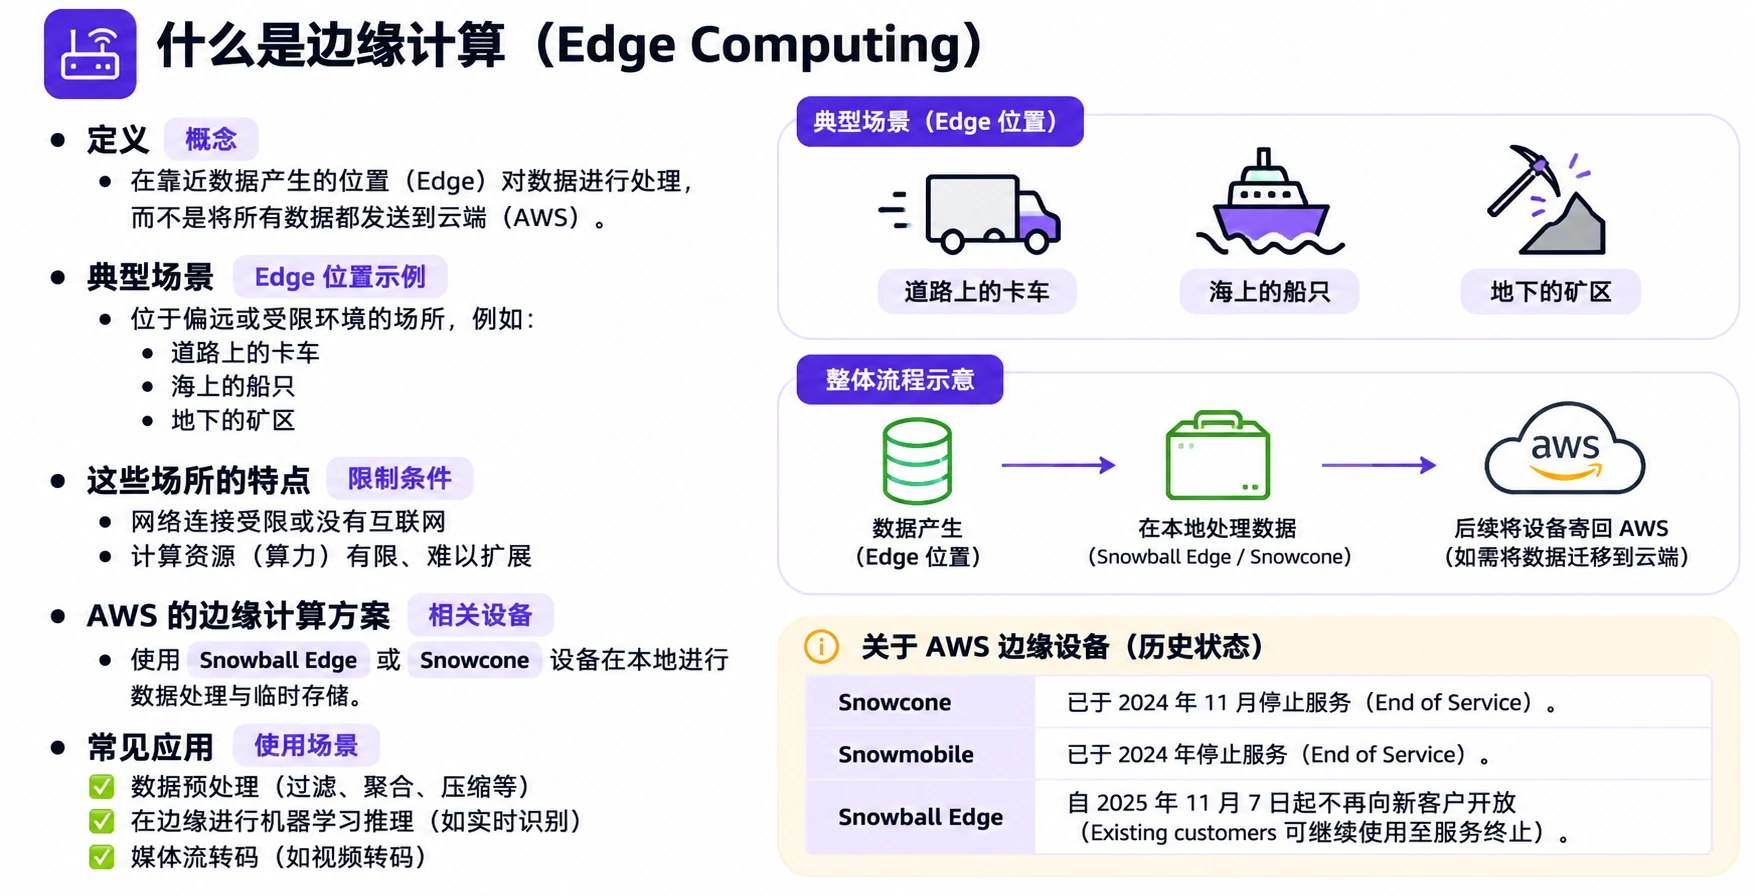 什么是边缘计算（Edge Computing）
定义 概念
在靠近数据产生的位置（Edge）对数据进行处理，
而不是将所有数据都发送到云端（AWS）。
典型场景 Edge 位置示例
位于偏远或受限环境的场所，例如：
道路上的卡车
海上的船只
地下的矿区
这些场所的特点 限制条件
网络连接受限或没有互联网
计算资源（算力）有限、难以扩展
AWS 的边缘计算方案 相关设备
使用 Snowball Edge 或 Snowcone 设备在本地进行
数据处理与临时存储。
常见应用 使用场景
数据预处理（过滤、聚合、压缩等）
在边缘进行机器学习推理（如实时识别）
媒体流转码（如视频转码）
典型场景（Edge 位置）
道路上的卡车
海上的船只
地下的矿区
整体流程示意
aws
数据产生
（Edge 位置）
在本地处理数据
（Snowball Edge / Snowcone）
后续将设备寄回 AWS
（如需将数据迁移到云端）
关于 AWS 边缘设备（历史状态）
Snowcone 已于 2024 年 11 月停止服务（End of Service）。
Snowmobile 已于 2024 年停止服务（End of Service）。
Snowball Edge 自 2025 年 11 月 7 日起不再向新客户开放
（Existing customers 可继续使用至服务终止）。